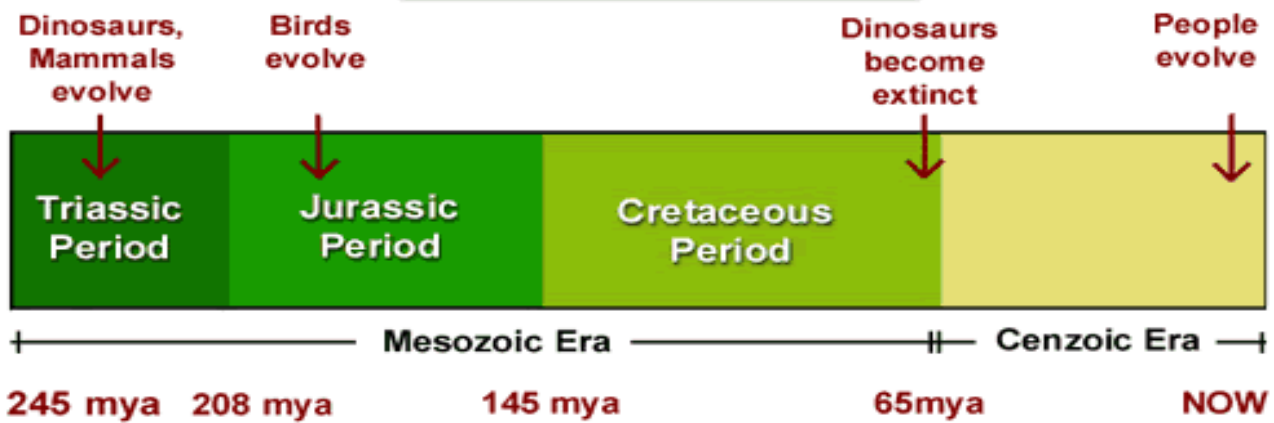 Dinosaurs,
Mammals
evolve
Birds
evolve
Dinosaurs
become
extinct
People
evolve
Triassic
Period
Jurassic
Period
Cretaceous
Period
Mesozoic Era
Cenzoic Era
245 mya
208 mya
145 mya
65mya
NOW